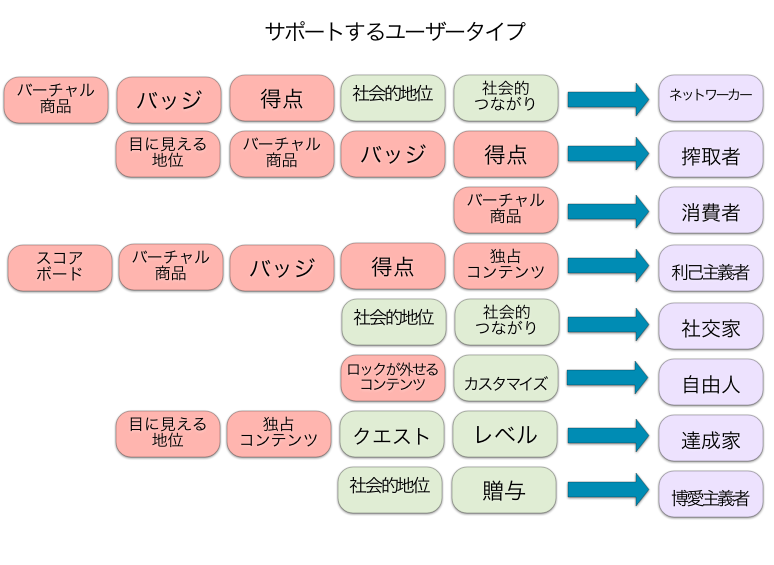 サポートするユーザータイプ
バーチャル
商品
バッジ
得点
社会的地位
社会的
つながり
ネットワーカー
目に見える
地位
バーチャル
商品
バッジ
得点
搾取者
バーチャル
商品
消費者
スコア
ボード
バーチャル
商品
バッジ
得点
独占
コンテンツ
利己主義者
社会的地位
社会的
つながり
社交家
ロックが外せる
コンテンツ
カスタマイズ
自由人
目に見える
地位
独占
コンテンツ
クエスト
レベル
達成家
社会的地位
贈与
博愛主義者